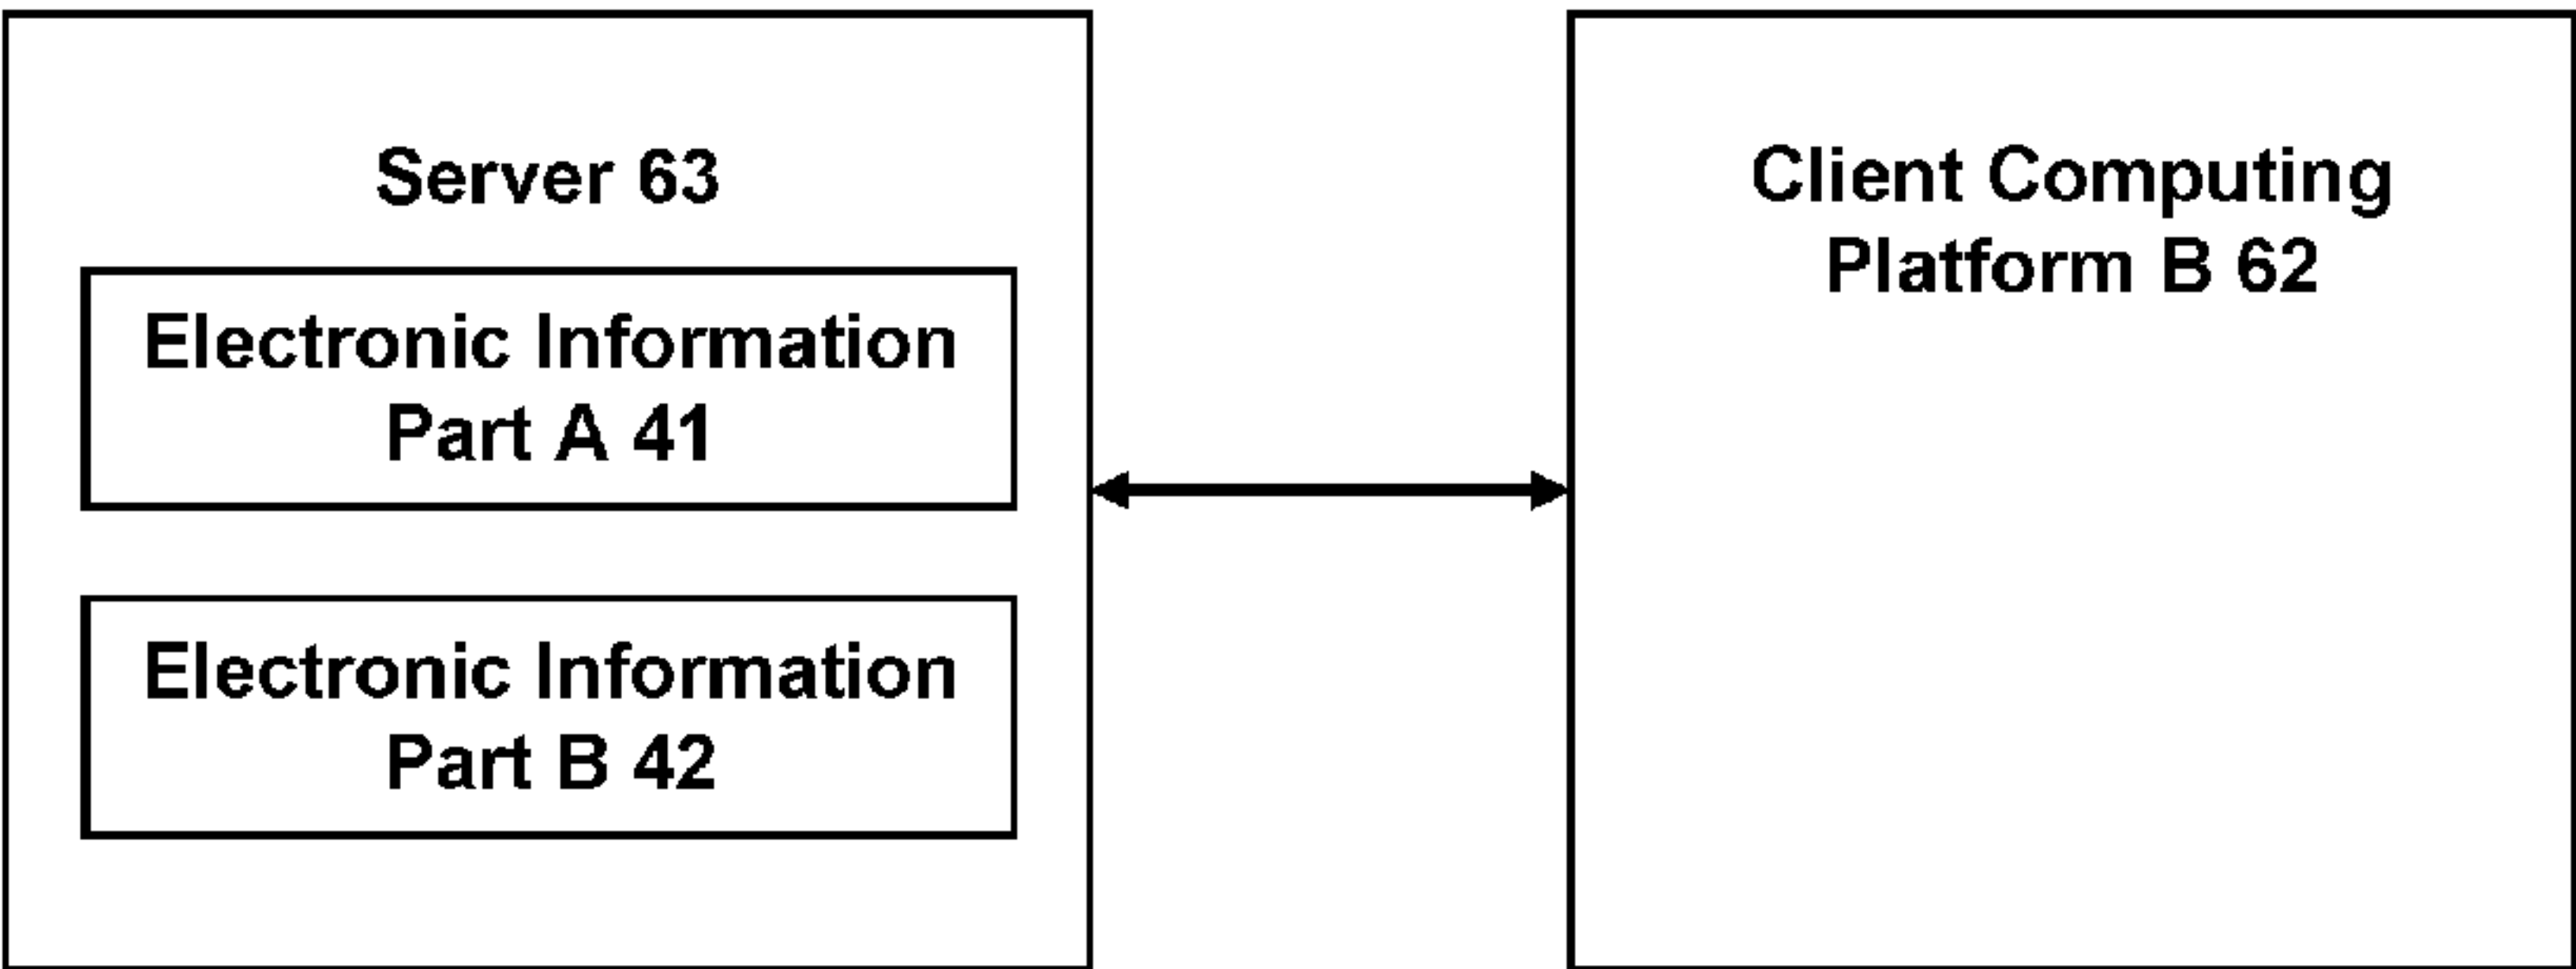 Server 63
Electronic Information
Part A 41
Electronic Information
Part B 42
Client Computing
Platform B 62